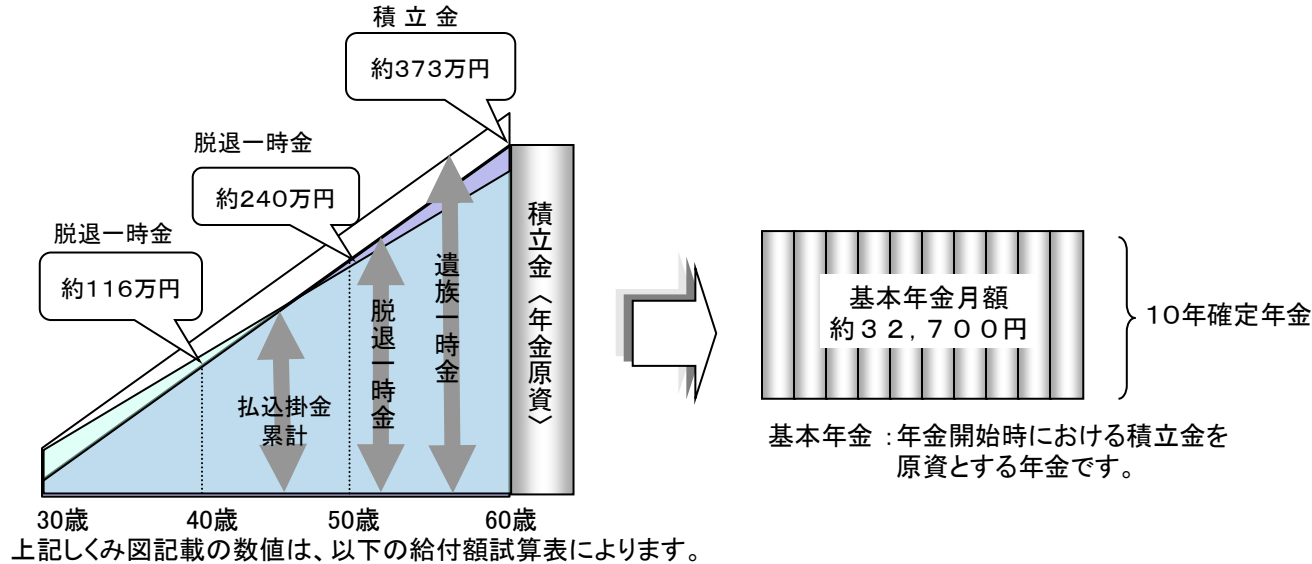 積立金
約373万円
脱退一時金
約240万円
脱退一時金
約116万円
払込掛金
累計
脱退一時金
遺族一時金
積立金〈年金原資〉
30歳
40歳
50歳
60歳
基本年金月額
約３２，７００円
１０年確定年金
基本年金：年金開始時における積立金を
原資とする年金です。
上記しくみ図記載の数値は、以下の給付額試算表によります。